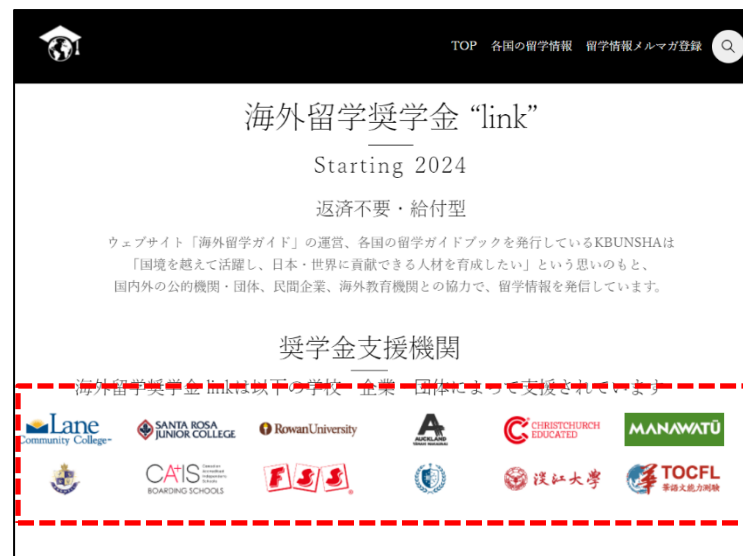 TOP 各国の留学情報 留学情報メルマガ登録
海外留学奨学金 “link”
Starting 2024
返済不要・給付型
ウェブサイト「海外留学ガイド」の運営、各国の留学ガイドブックを発行しているKBUNSHAは
「国境を越えて活躍し、日本・世界に貢献できる人材を育成したい」という思いのもと、
国内外の公的機関・団体、民間企業、海外教育機関との協力で、留学情報を発信しています。
奨学金支援機関
海外留学奨学金 linkは以下の学校・企業・団体によって支援されています
Lane
Community College
SANTA ROSA
JUNIOR COLLEGE
Rowan University
AUCKLAND
CHRISTCHURCH
EDUCATED
MANAWATŪ
CAIS
BOARDING SCHOOLS
FSS
淡江大學
TOCFL
華語文能力測驗